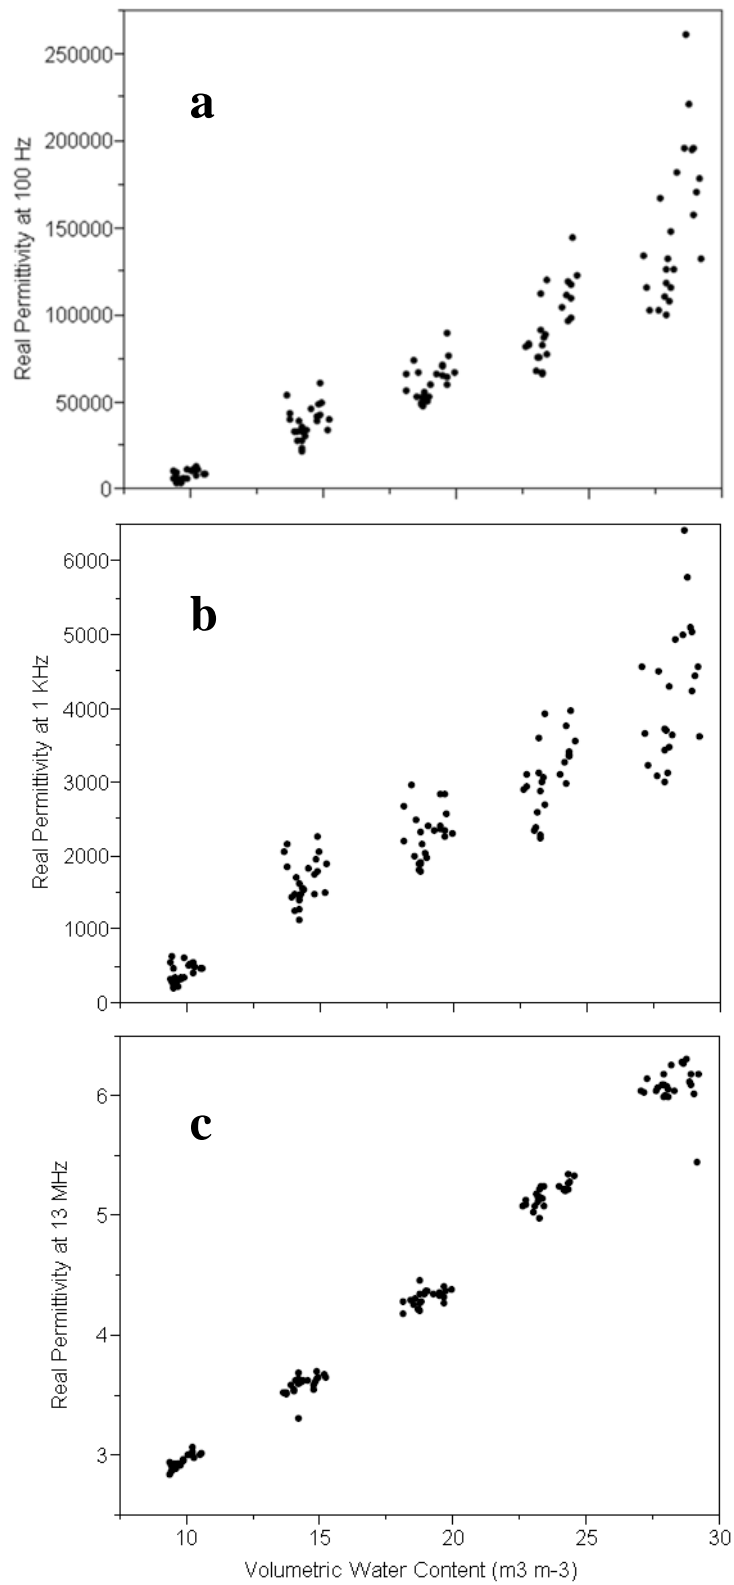 a
Real Permittivity at 100 Hz
250000
200000
150000
100000
50000
0
b
Real Permittivity at 1 KHz
6000
5000
4000
3000
2000
1000
0
c
Real Permittivity at 13 MHz
6
5
4
3
10 15 20 25 30
Volumetric Water Content (m3 m-3)